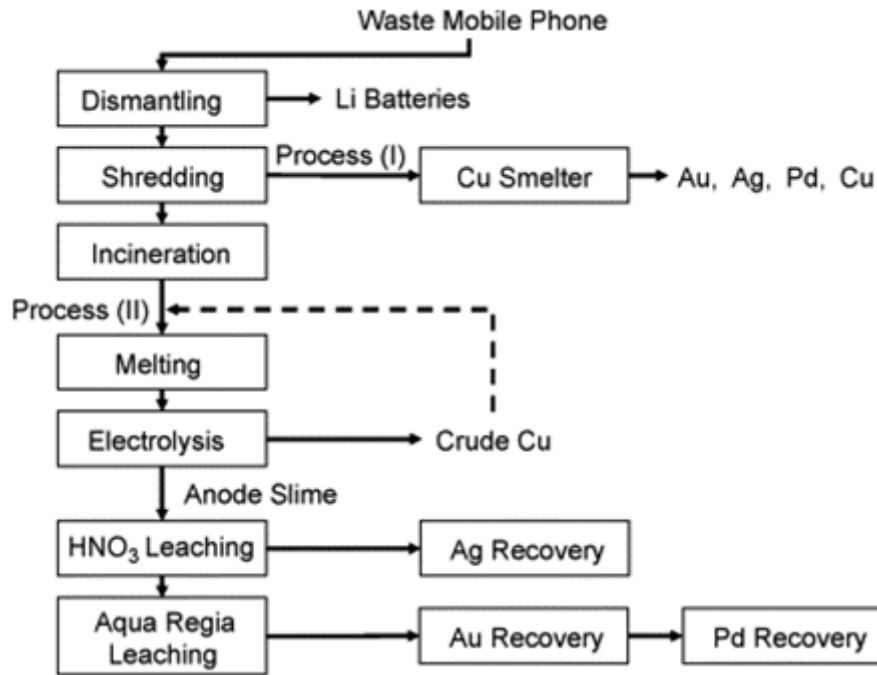 Waste Mobile Phone
Dismantling
Li Batteries
Shredding
Process (I)
Cu Smelter
Au, Ag, Pd, Cu
Incineration
Process (II)
Melting
Electrolysis
Crude Cu
Anode Slime
HNO₃ Leaching
Ag Recovery
Aqua Regia
Leaching
Au Recovery
Pd Recovery